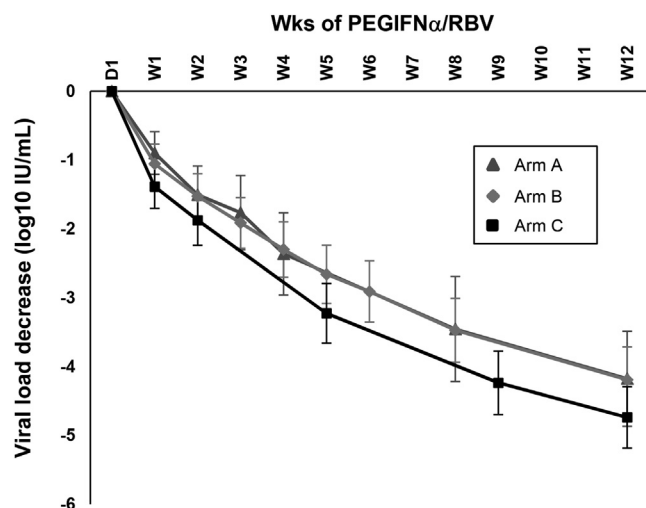 Wks of PEGIFNα/RBV
D1 W1 W2 W3 W4 W5 W6 W7 W8 W9 W10 W11 W12
Viral load decrease (log10 IU/mL)
0
-1
-2
-3
-4
-5
-6
Arm A
Arm B
Arm C